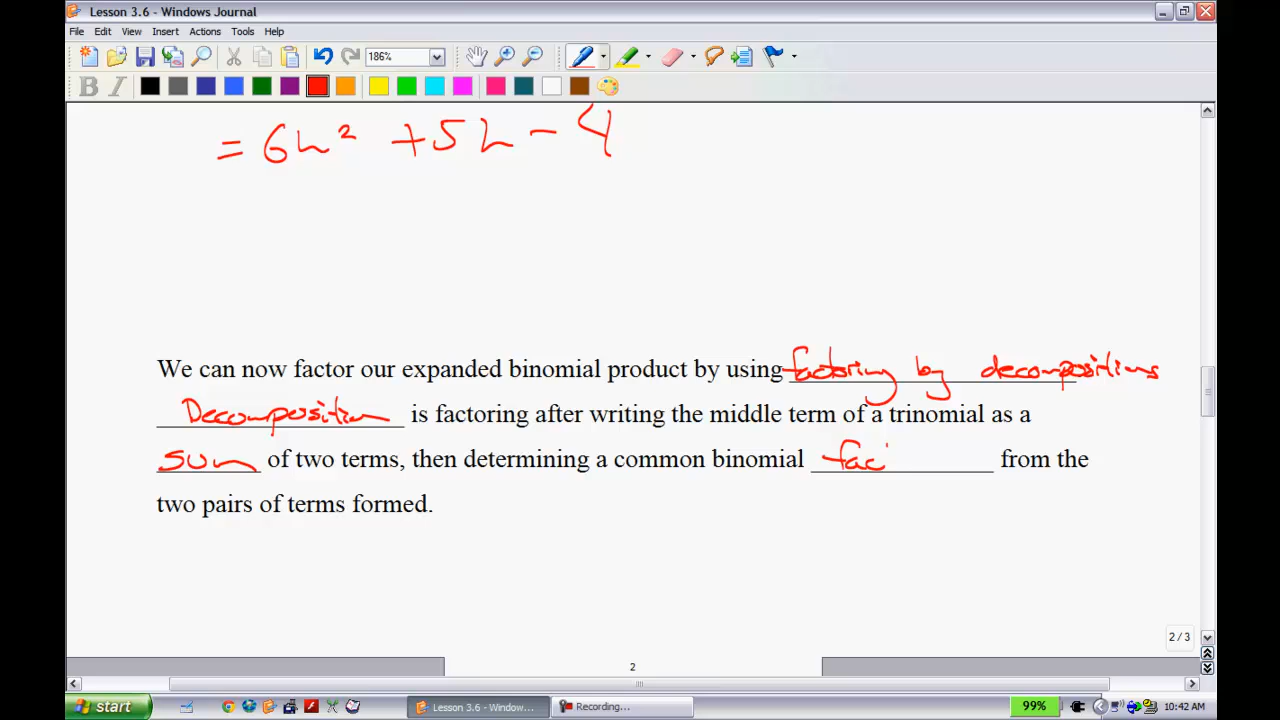 Lesson 3.6 - Windows Journal
File Edit View Insert Actions Tools Help
186%
B I
= 6h² + 5h - 4
We can now factor our expanded binomial product by using factoring by decompositions
Decomposition is factoring after writing the middle term of a trinomial as a
sum of two terms, then determining a common binomial fac from the
two pairs of terms formed.
2 / 3
2
start Lesson 3.6 - Window... Recording... 99% 10:42 AM